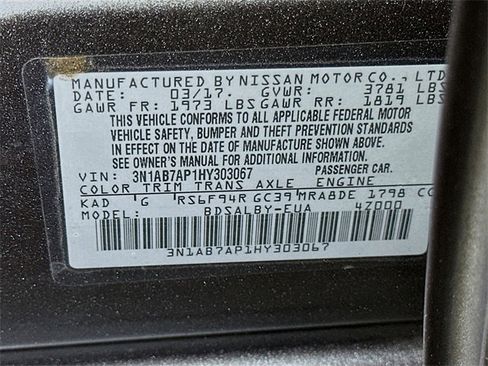 MANUFACTURED BY NISSAN MOTOR CO., LTD
DATE: 03/17. GVWR: 3781 LBS
GAWR FR: 1973 LBS GAWR RR: 1819 LBS
THIS VEHICLE CONFORMS TO ALL APPLICABLE FEDERAL MOTOR
VEHICLE SAFETY, BUMPER AND THEFT PREVENTION STANDARDS
IN EFFECT ON THE DATE OF MANUFACTURE SHOWN ABOVE.
SEE OWNER'S MANUAL FOR ADDITIONAL INFORMATION.
VIN: 3N1AB7AP1HY303067 PASSENGER CAR.
COLOR TRIM TRANS AXLE ENGINE
KAD G RS6F94R GC39 MRA8DE 1798 CC
MODEL: BDSALBY-EUA 47000
3N1AB7AP1HY303067